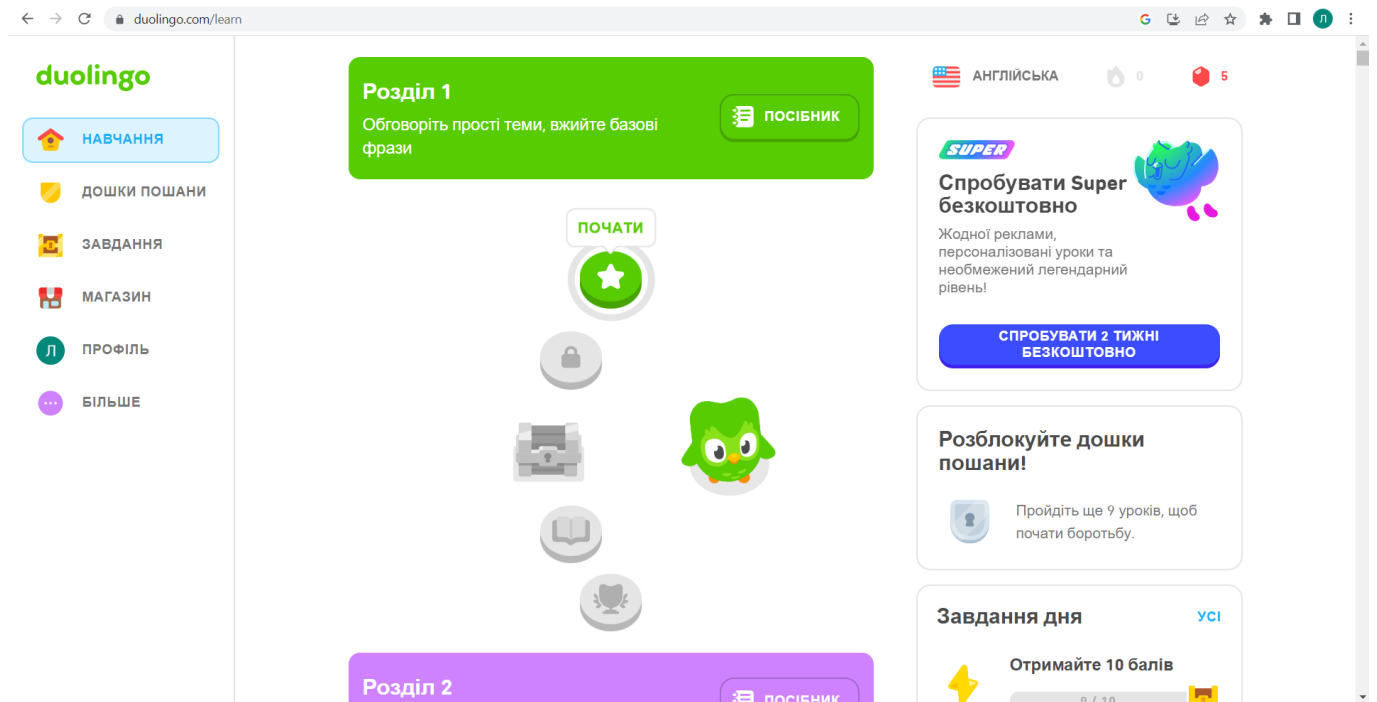 duolingo.com/learn
Л
duolingo
НАВЧАННЯ
ДОШКИ ПОШАНИ
ЗАВДАННЯ
МАГАЗИН
Л ПРОФІЛЬ
БІЛЬШЕ
Розділ 1
Обговоріть прості теми, вжийте базові
фрази
ПОСІБНИК
ПОЧАТИ
Розділ 2
ПОСІБНИК
АНГЛІЙСЬКА 0 5
SUPER
Спробувати Super
безкоштовно
Жодної реклами,
персоналізовані уроки та
необмежений легендарний
рівень!
СПРОБУВАТИ 2 ТИЖНІ
БЕЗКОШТОВНО
Розблокуйте дошки
пошани!
Пройдіть ще 9 уроків, щоб
почати боротьбу.
Завдання дня УСІ
Отримайте 10 балів
0 / 10